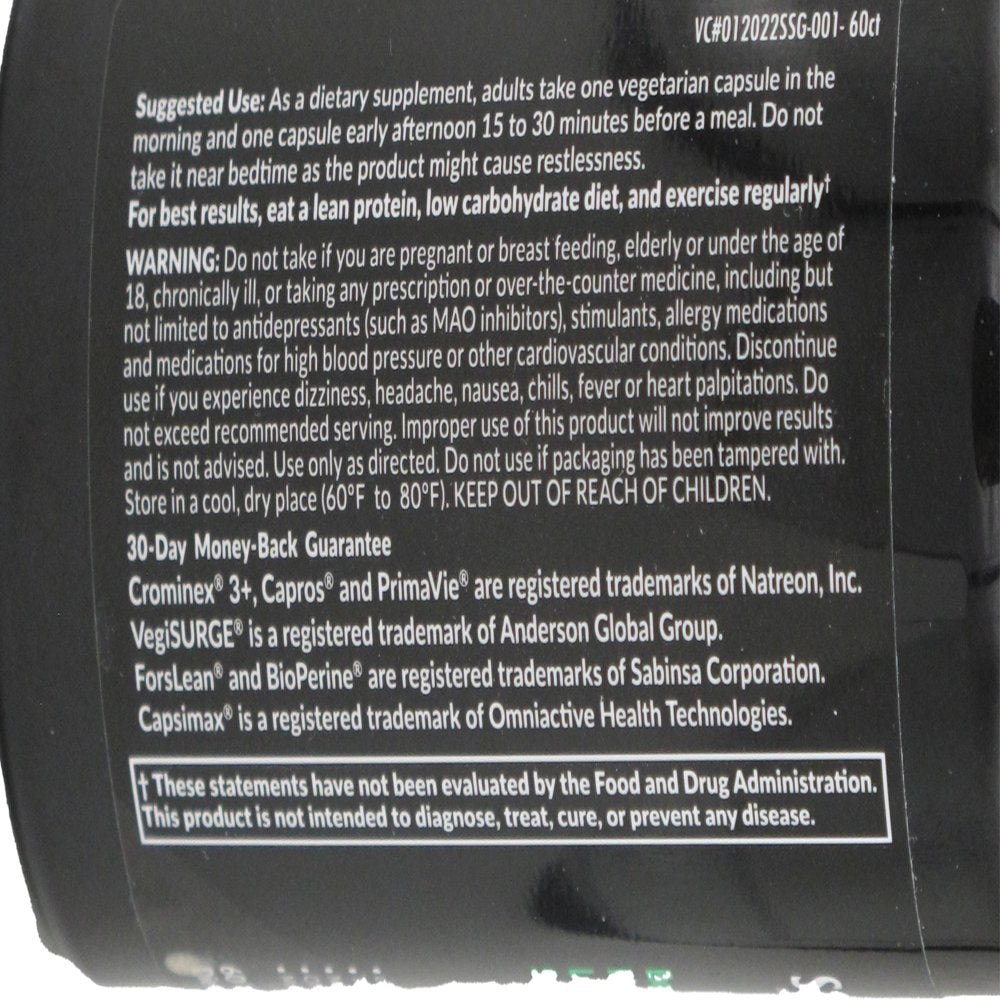 VC#012022SSG-001- 60ct
Suggested Use: As a dietary supplement, adults take one vegetarian capsule in the
morning and one capsule early afternoon 15 to 30 minutes before a meal. Do not
take it near bedtime as the product might cause restlessness.
For best results, eat a lean protein, low carbohydrate diet, and exercise regularly†
WARNING: Do not take if you are pregnant or breast feeding, elderly or under the age of
18, chronically ill, or taking any prescription or over-the-counter medicine, including but
not limited to antidepressants (such as MAO inhibitors), stimulants, allergy medications
and medications for high blood pressure or other cardiovascular conditions. Discontinue
use if you experience dizziness, headache, nausea, chills, fever or heart palpitations. Do
not exceed recommended serving. Improper use of this product will not improve results
and is not advised. Use only as directed. Do not use if packaging has been tampered with.
Store in a cool, dry place (60°F to 80°F). KEEP OUT OF REACH OF CHILDREN.
30-Day Money-Back Guarantee
Crominex® 3+, Capros® and PrimaVie® are registered trademarks of Natreon, Inc.
VegiSURGE® is a registered trademark of Anderson Global Group.
ForsLean® and BioPerine® are registered trademarks of Sabinsa Corporation.
Capsimax® is a registered trademark of Omniactive Health Technologies.
† These statements have not been evaluated by the Food and Drug Administration.
This product is not intended to diagnose, treat, cure, or prevent any disease.